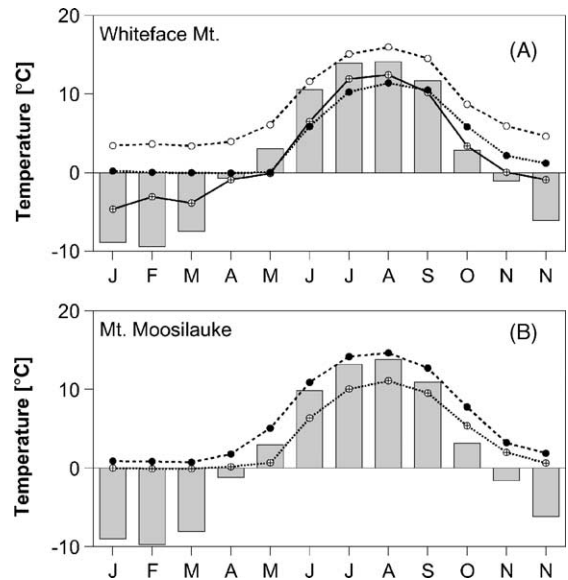 Whiteface Mt.
(A)
Temperature [°C]
20
10
0
-10
J F M A M J J A S O N N
Mt. Moosilauke
(B)
Temperature [°C]
20
10
0
-10
J F M A M J J A S O N N